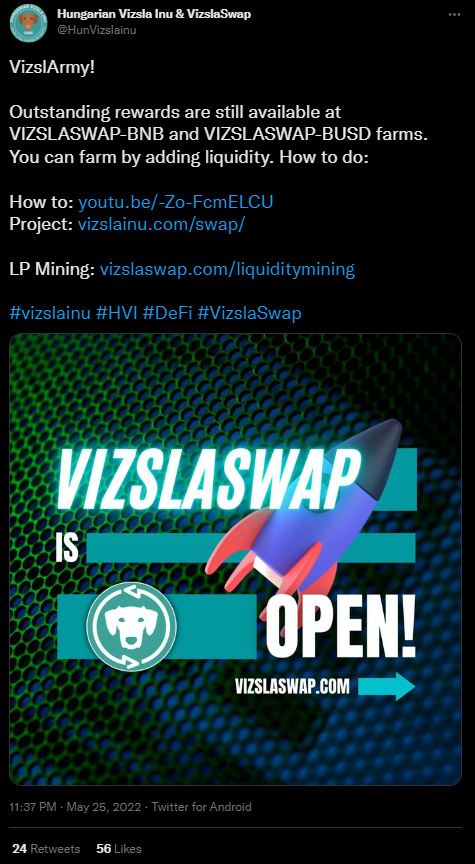 Hungarian Vizsla Inu & VizslaSwap
@HunVizslainu
VizslArmy!
Outstanding rewards are still available at
VIZSLASWAP-BNB and VIZSLASWAP-BUSD farms.
You can farm by adding liquidity. How to do:
How to: youtu.be/-Zo-FcmELCU
Project: vizslainu.com/swap/
LP Mining: vizslaswap.com/liquiditymining
#vizslainu #HVI #DeFi #VizslaSwap
VIZSLASWAP
IS
OPEN!
VIZSLASWAP.COM
11:37 PM · May 25, 2022 · Twitter for Android
24 Retweets 56 Likes